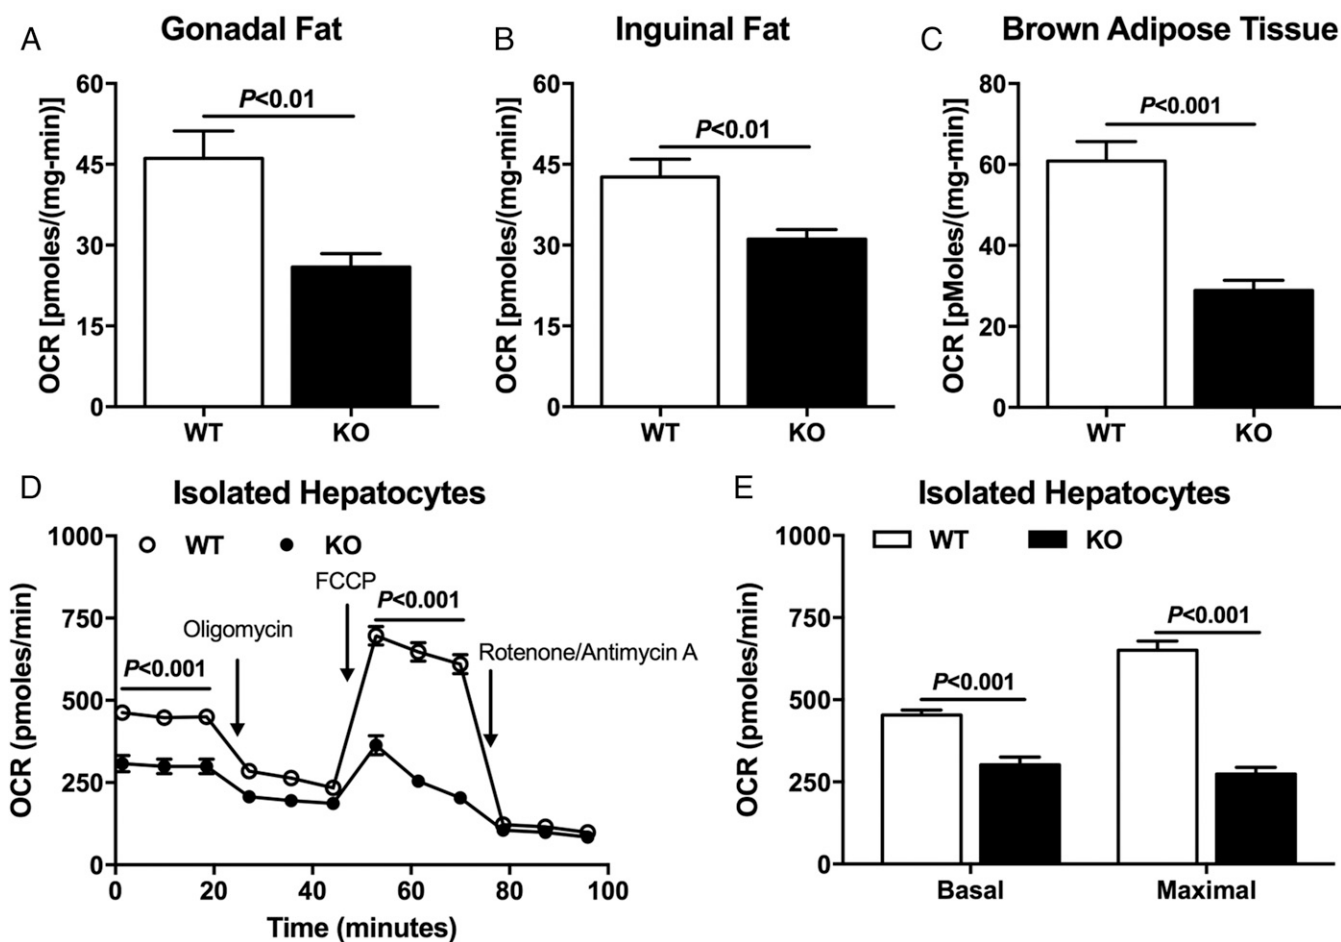 A
Gonadal Fat
OCR [pmoles/(mg-min)]
60
45
30
15
0
P<0.01
WT
KO
B
Inguinal Fat
OCR [pmoles/(mg-min)]
60
45
30
15
0
P<0.01
WT
KO
C
Brown Adipose Tissue
OCR [pMoles/(mg-min)]
80
60
40
20
0
P<0.001
WT
KO
D
Isolated Hepatocytes
OCR (pmoles/min)
1000
750
500
250
0
WT
KO
P<0.001
Oligomycin
FCCP
P<0.001
Rotenone/Antimycin A
0
20
40
60
80
100
Time (minutes)
E
Isolated Hepatocytes
OCR (pmoles/min)
1000
750
500
250
0
WT
KO
P<0.001
P<0.001
Basal
Maximal